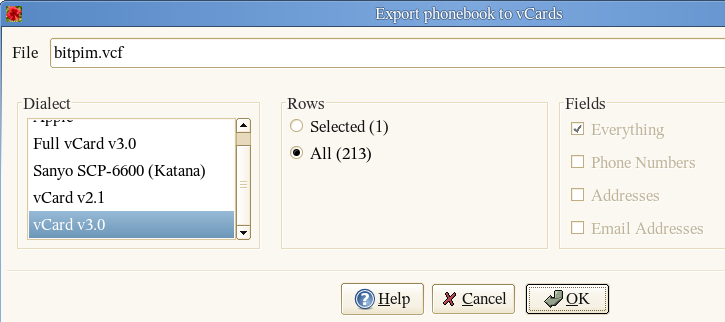 Export phonebook to vCards
File bitpim.vcf
Dialect
Apple
Full vCard v3.0
Sanyo SCP-6600 (Katana)
vCard v2.1
vCard v3.0
Rows
Selected (1)
All (213)
Fields
Everything
Phone Numbers
Addresses
Email Addresses
Help Cancel OK